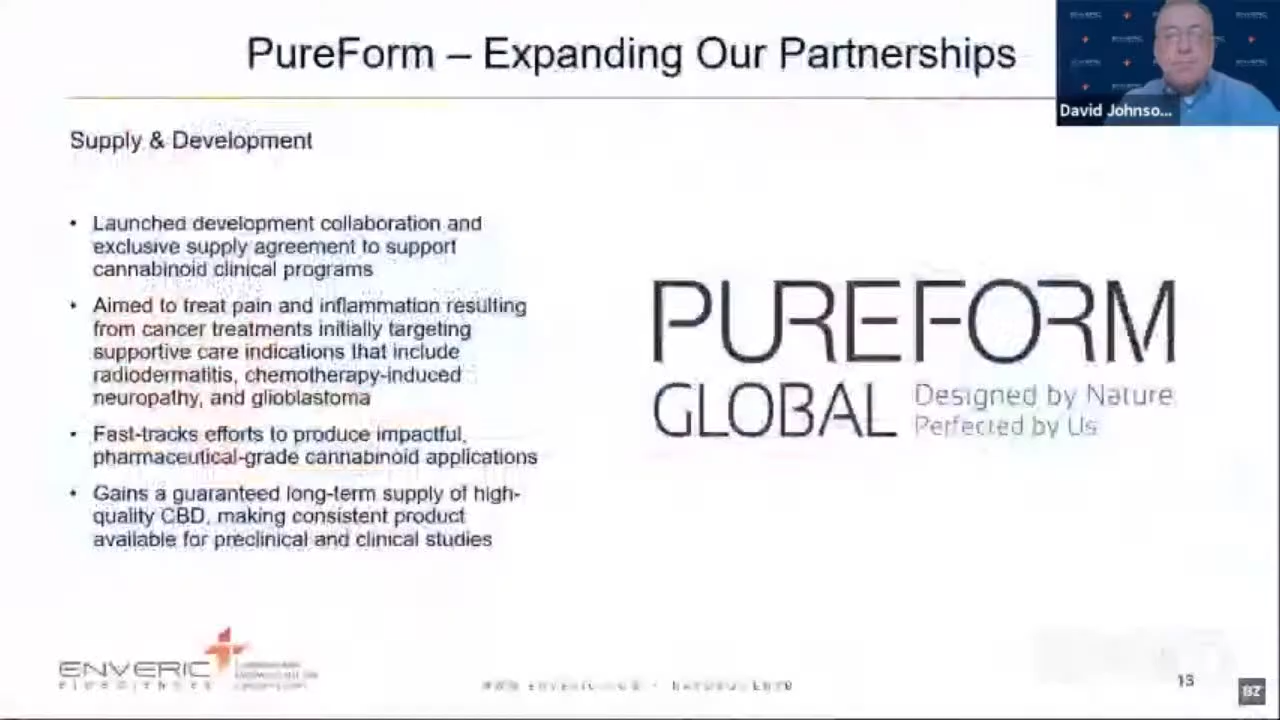 PureForm – Expanding Our Partnerships
David Johnso...
Supply & Development
• Launched development collaboration and
exclusive supply agreement to support
cannabinoid clinical programs
• Aimed to treat pain and inflammation resulting
from cancer treatments initially targeting
supportive care indications that include
radiodermatitis, chemotherapy-induced
neuropathy, and glioblastoma
• Fast-tracks efforts to produce impactful,
pharmaceutical-grade cannabinoid applications
• Gains a guaranteed long-term supply of high-
quality CBD, making consistent product
available for preclinical and clinical studies
PUREFORM
GLOBAL
Designed by Nature
Perfected by Us
ENVERIC
BIOSCIENCES
13
BZ